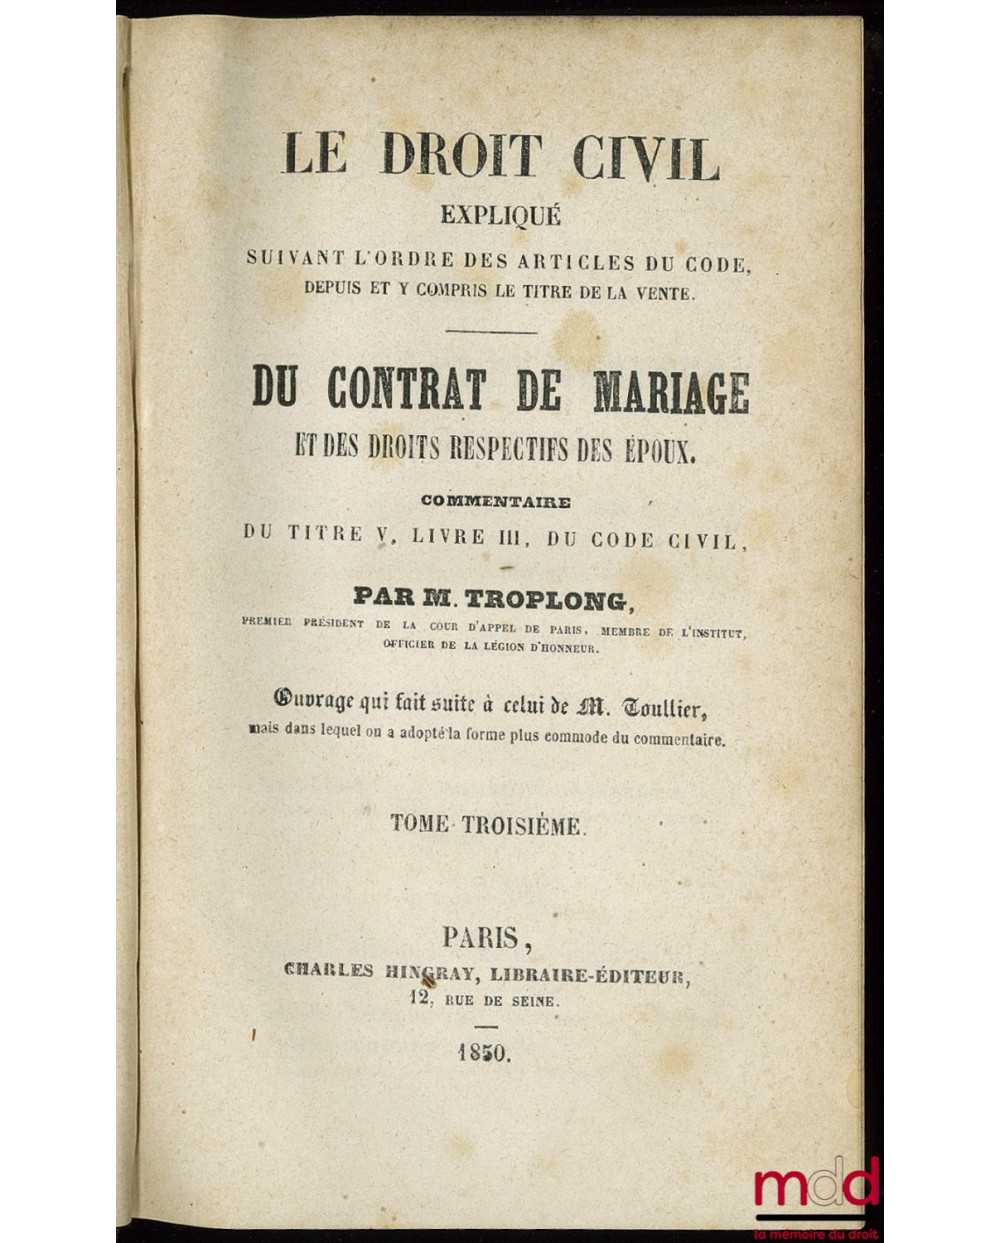 LE DROIT CIVIL
EXPLIQUÉ
SUIVANT L'ORDRE DES ARTICLES DU CODE,
DEPUIS ET Y COMPRIS LE TITRE DE LA VENTE.
DU CONTRAT DE MARIAGE
ET DES DROITS RESPECTIFS DES ÉPOUX.
COMMENTAIRE
DU TITRE V, LIVRE III, DU CODE CIVIL,
PAR M. TROPLONG,
PREMIER PRÉSIDENT DE LA COUR D'APPEL DE PARIS, MEMBRE DE L'INSTITUT,
OFFICIER DE LA LÉGION D'HONNEUR.
Ouvrage qui fait suite à celui de M. Toullier,
mais dans lequel on a adopté la forme plus commode du commentaire.
TOME TROISIÉME.
PARIS,
CHARLES HINGRAY, LIBRAIRE-ÉDITEUR,
12, RUE DE SEINE.
1850.
mdd
la mémoire du droit